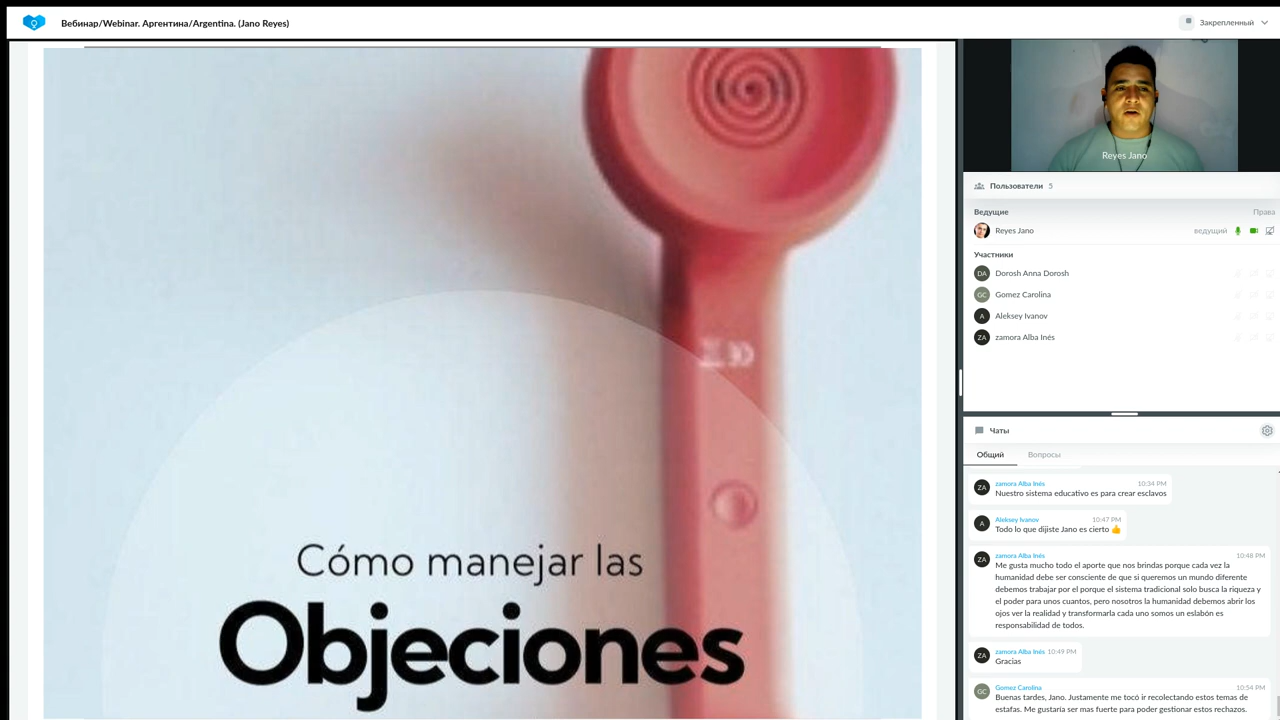 Вебинар/Webinar. Аргентина/Argentina. (Jano Reyes)
Закрепленный
Reyes Jano
Пользователи 5
Ведущие Права
Reyes Jano ведущий
Участники
DA Dorosh Anna Dorosh
GC Gomez Carolina
A Aleksey Ivanov
ZA zamora Alba Inés
Cómo manejar las
Objeciones
Чаты
Общий Вопросы
ZA zamora Alba Inés 10:34 PM
Nuestro sistema educativo es para crear esclavos
A Aleksey Ivanov 10:47 PM
Todo lo que dijiste Jano es cierto 👍
ZA zamora Alba Inés 10:48 PM
Me gusta mucho todo el aporte que nos brindas porque cada vez la
humanidad debe ser consciente de que si queremos un mundo diferente
debemos trabajar por el porque el sistema tradicional solo busca la riqueza y
el poder para unos cuantos, pero nosotros la humanidad debemos abrir los
ojos ver la realidad y transformarla cada uno somos un eslabón es
responsabilidad de todos.
ZA zamora Alba Inés 10:49 PM
Gracias
GC Gomez Carolina 10:54 PM
Buenas tardes, Jano. Justamente me tocó ir recolectando estos temas de
estafas. Me gustaría ser mas fuerte para poder gestionar estos rechazos.